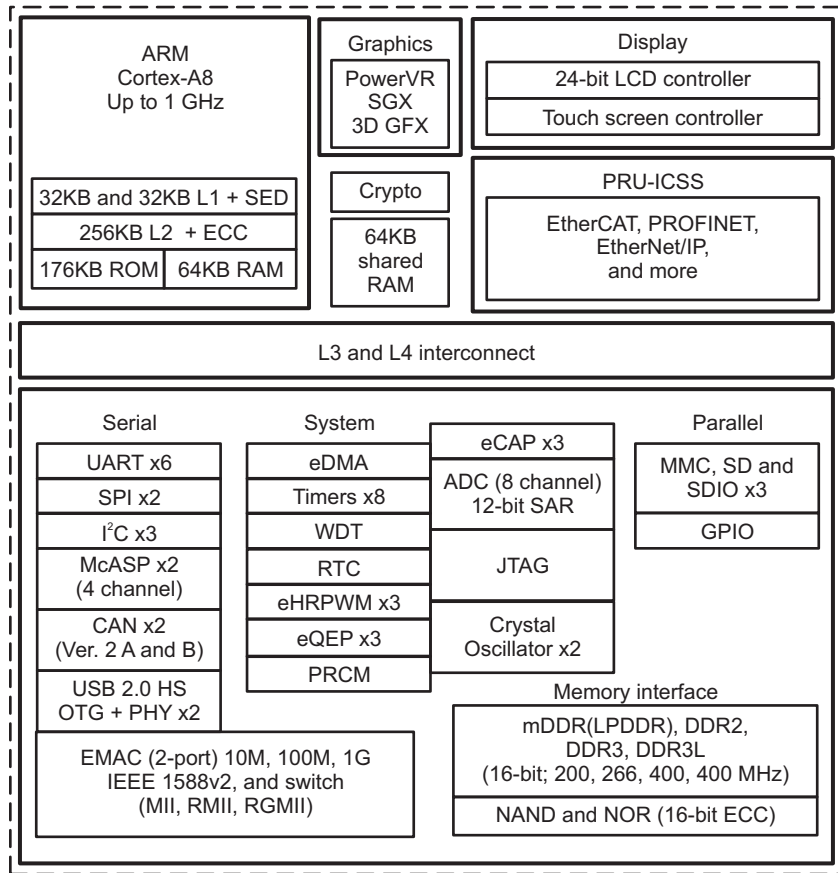 ARM
Cortex-A8
Up to 1 GHz
32KB and 32KB L1 + SED
256KB L2 + ECC
176KB ROM
64KB RAM
Graphics
PowerVR
SGX
3D GFX
Crypto
64KB
shared
RAM
Display
24-bit LCD controller
Touch screen controller
PRU-ICSS
EtherCAT, PROFINET,
EtherNet/IP,
and more
L3 and L4 interconnect
Serial
UART x6
SPI x2
I²C x3
McASP x2
(4 channel)
CAN x2
(Ver. 2 A and B)
USB 2.0 HS
OTG + PHY x2
EMAC (2-port) 10M, 100M, 1G
IEEE 1588v2, and switch
(MII, RMII, RGMII)
System
eDMA
Timers x8
WDT
RTC
eHRPWM x3
eQEP x3
PRCM
eCAP x3
ADC (8 channel)
12-bit SAR
JTAG
Crystal
Oscillator x2
Parallel
MMC, SD and
SDIO x3
GPIO
Memory interface
mDDR(LPDDR), DDR2,
DDR3, DDR3L
(16-bit; 200, 266, 400, 400 MHz)
NAND and NOR (16-bit ECC)